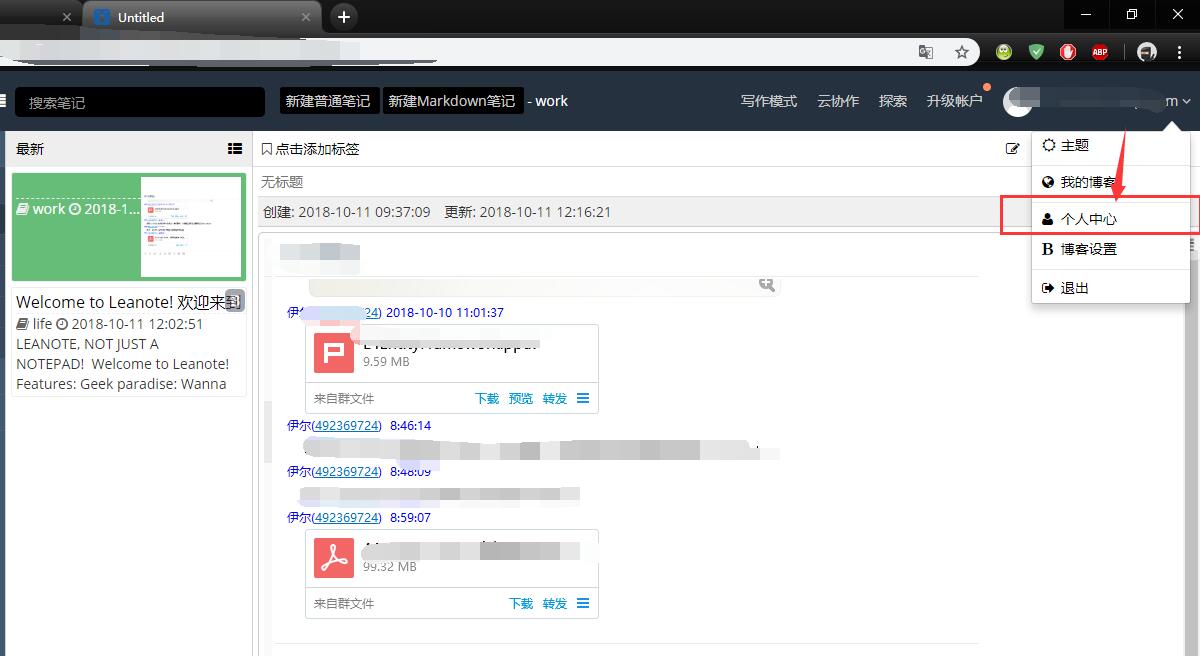 Untitled
ABP
搜索笔记
新建普通笔记 新建Markdown笔记 - work
写作模式 云协作 探索 升级帐户
最新
点击添加标签
无标题
创建: 2018-10-11 09:37:09 更新: 2018-10-11 12:16:21
work 2018-1...
Welcome to Leanote! 欢迎来到
life 2018-10-11 12:02:51
LEANOTE, NOT JUST A
NOTEPAD! Welcome to Leanote!
Features: Geek paradise: Wanna
主题
我的博客
个人中心
B 博客设置
退出
24) 2018-10-10 11:01:37
9.59 MB
来自群文件 下载 预览 转发
伊尔(492369724) 8:46:14
伊尔(492369724) 8:48:09
伊尔(492369724) 8:59:07
99.32 MB
来自群文件 下载 转发